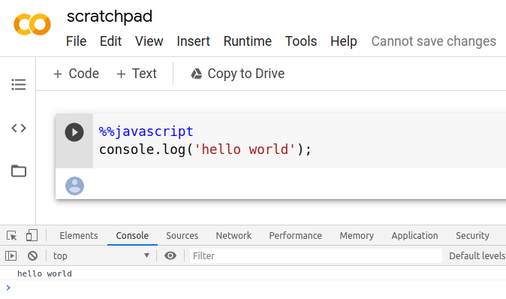 scratchpad
File Edit View Insert Runtime Tools Help Cannot save changes
+ Code + Text Copy to Drive
%%javascript
console.log('hello world');
Elements Console Sources Network Performance Memory Application Security
top Filter Default levels
hello world